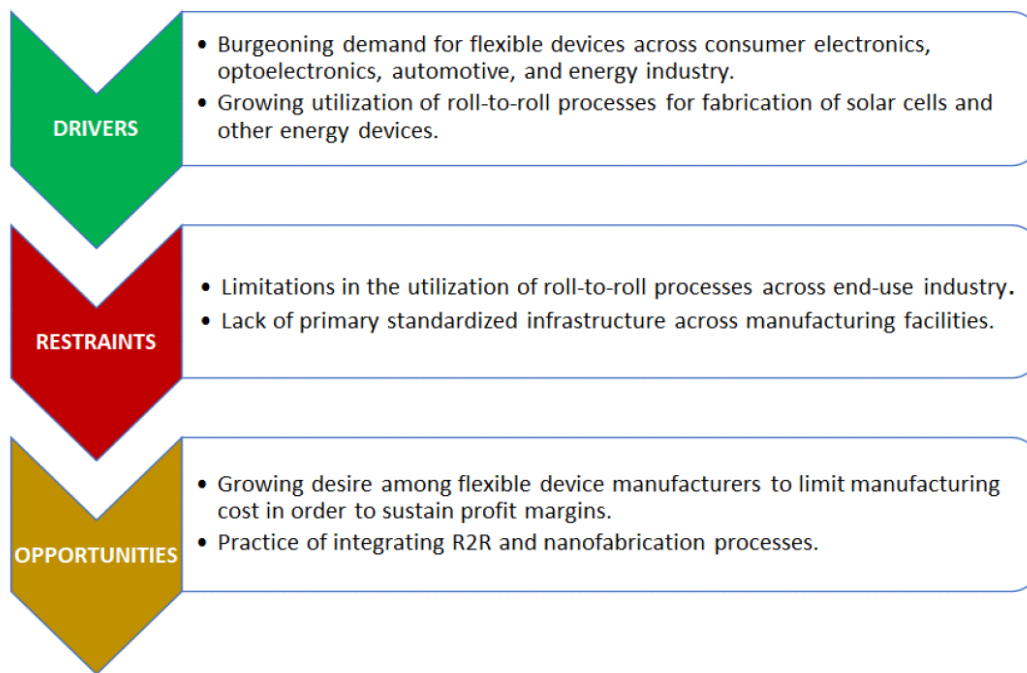 DRIVERS
• Burgeoning demand for flexible devices across consumer electronics,
optoelectronics, automotive, and energy industry.
• Growing utilization of roll-to-roll processes for fabrication of solar cells and
other energy devices.
RESTRAINTS
• Limitations in the utilization of roll-to-roll processes across end-use industry.
• Lack of primary standardized infrastructure across manufacturing facilities.
OPPORTUNITIES
• Growing desire among flexible device manufacturers to limit manufacturing
cost in order to sustain profit margins.
• Practice of integrating R2R and nanofabrication processes.